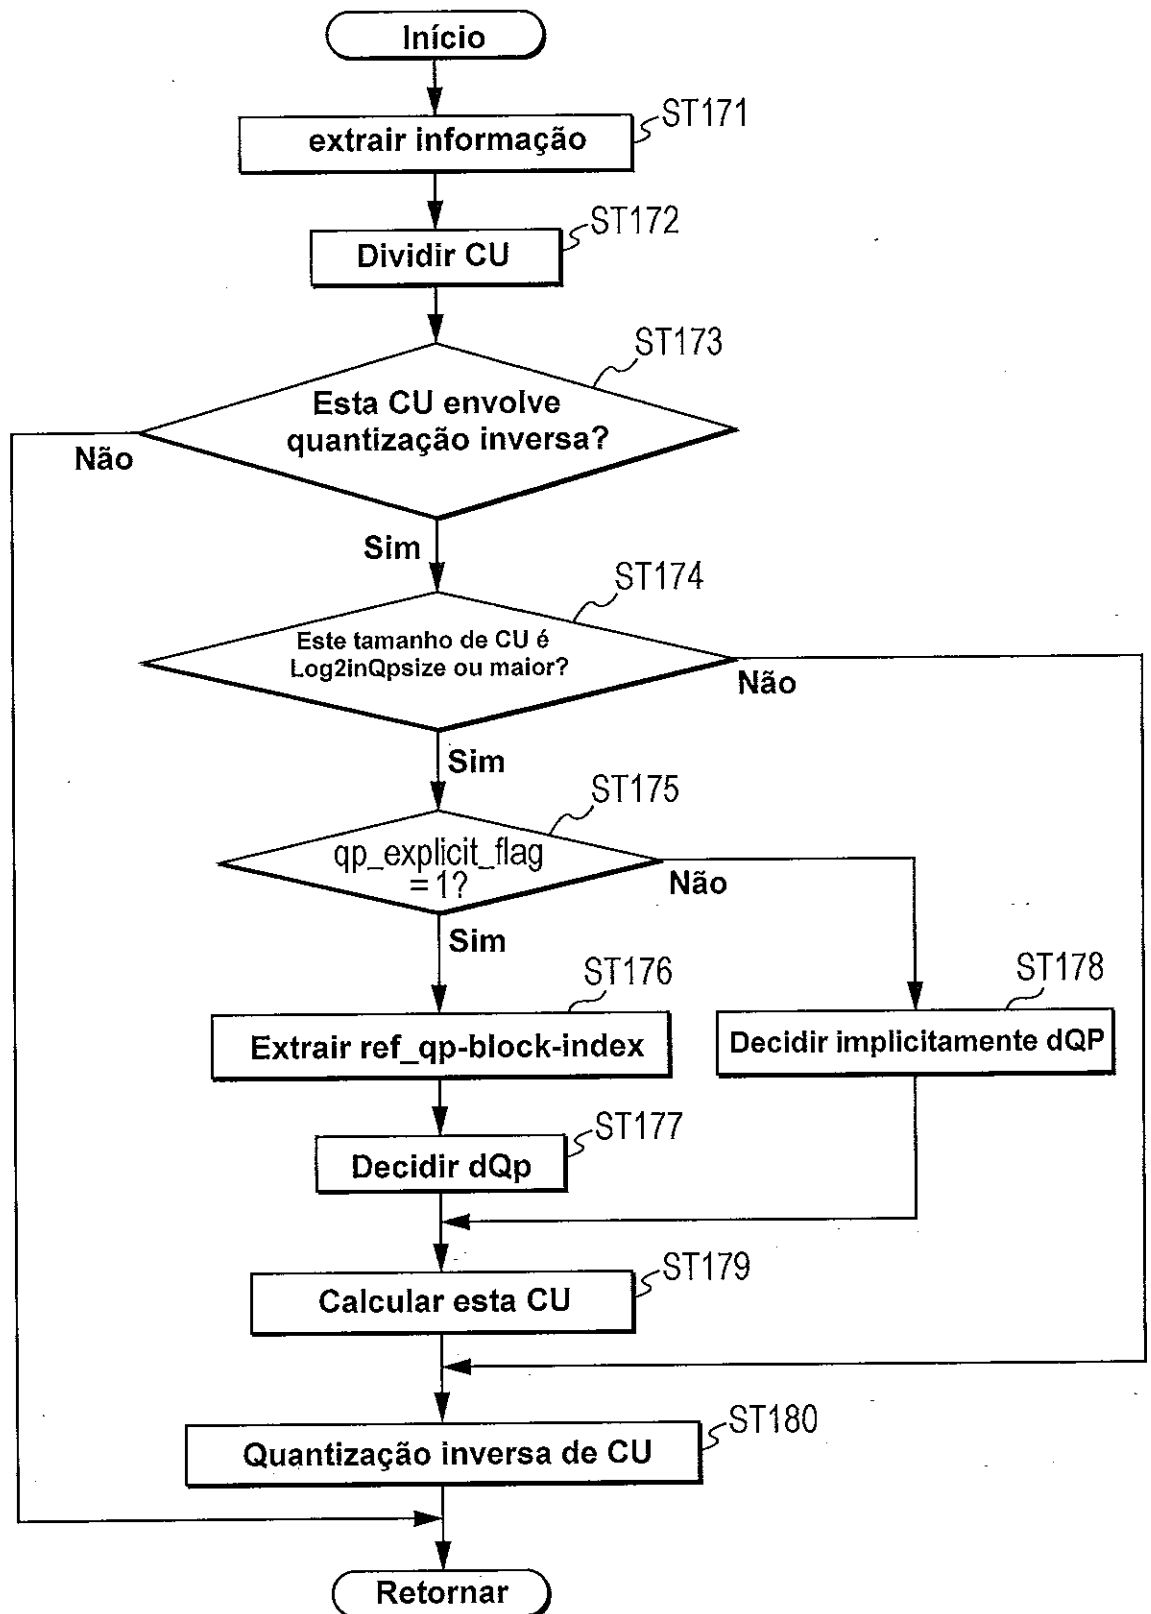 Início
ST171
extrair informação
ST172
Dividir CU
ST173
Esta CU envolve
quantização inversa?
Não
Sim
ST174
Este tamanho de CU é
Log2inQpsize ou maior?
Não
Sim
ST175
qp_explicit_flag
= 1?
Não
Sim
ST176
Extrair ref_qp-block-index
ST178
Decidir implicitamente dQP
ST177
Decidir dQp
ST179
Calcular esta CU
ST180
Quantização inversa de CU
Retornar